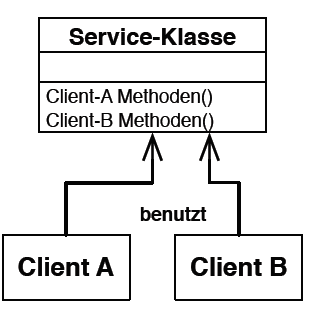 Service-Klasse
Client-A Methoden()
Client-B Methoden()
benutzt
Client A
Client B